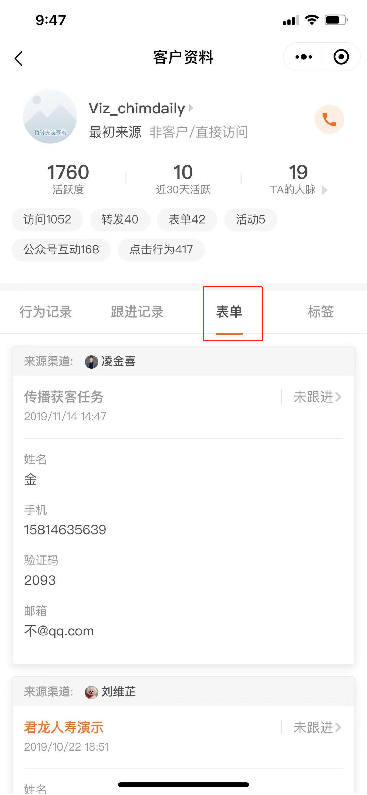 9:47
客户资料
Viz_chimdaily
最初来源 非客户/直接访问
1760 10 19
活跃度 近30天活跃 TA的人脉
访问1052 转发40 表单42 活动5
公众号互动168 点击行为417
行为记录 跟进记录 表单 标签
来源渠道: 凌金喜
传播获客任务 未跟进
2019/11/14 14:47
姓名
金
手机
15814635639
验证码
2093
邮箱
不@qq.com
来源渠道: 刘维芷
君龙人寿演示 未跟进
2019/10/22 18:51
姓名